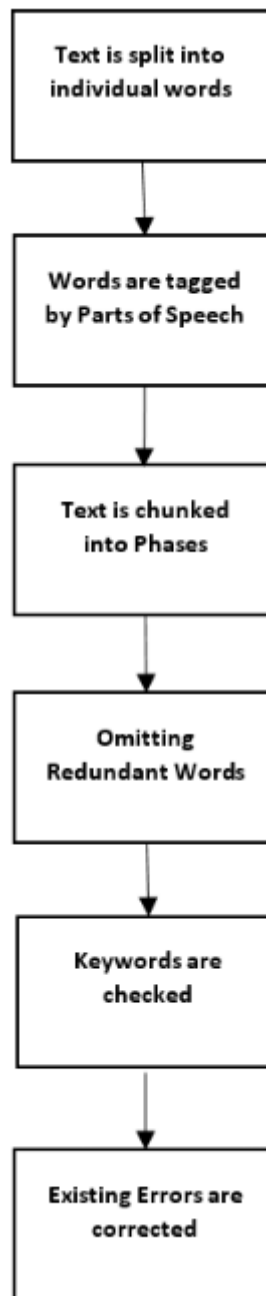 Text is split into
individual words
Words are tagged
by Parts of Speech
Text is chunked
into Phases
Omitting
Redundant Words
Keywords are
checked
Existing Errors are
corrected